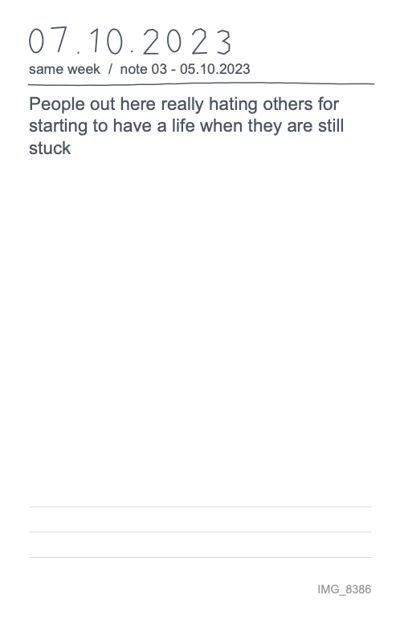 07.10.2023
same week / note 03 - 05.10.2023
People out here really hating others for
starting to have a life when they are still
stuck
IMG_8386